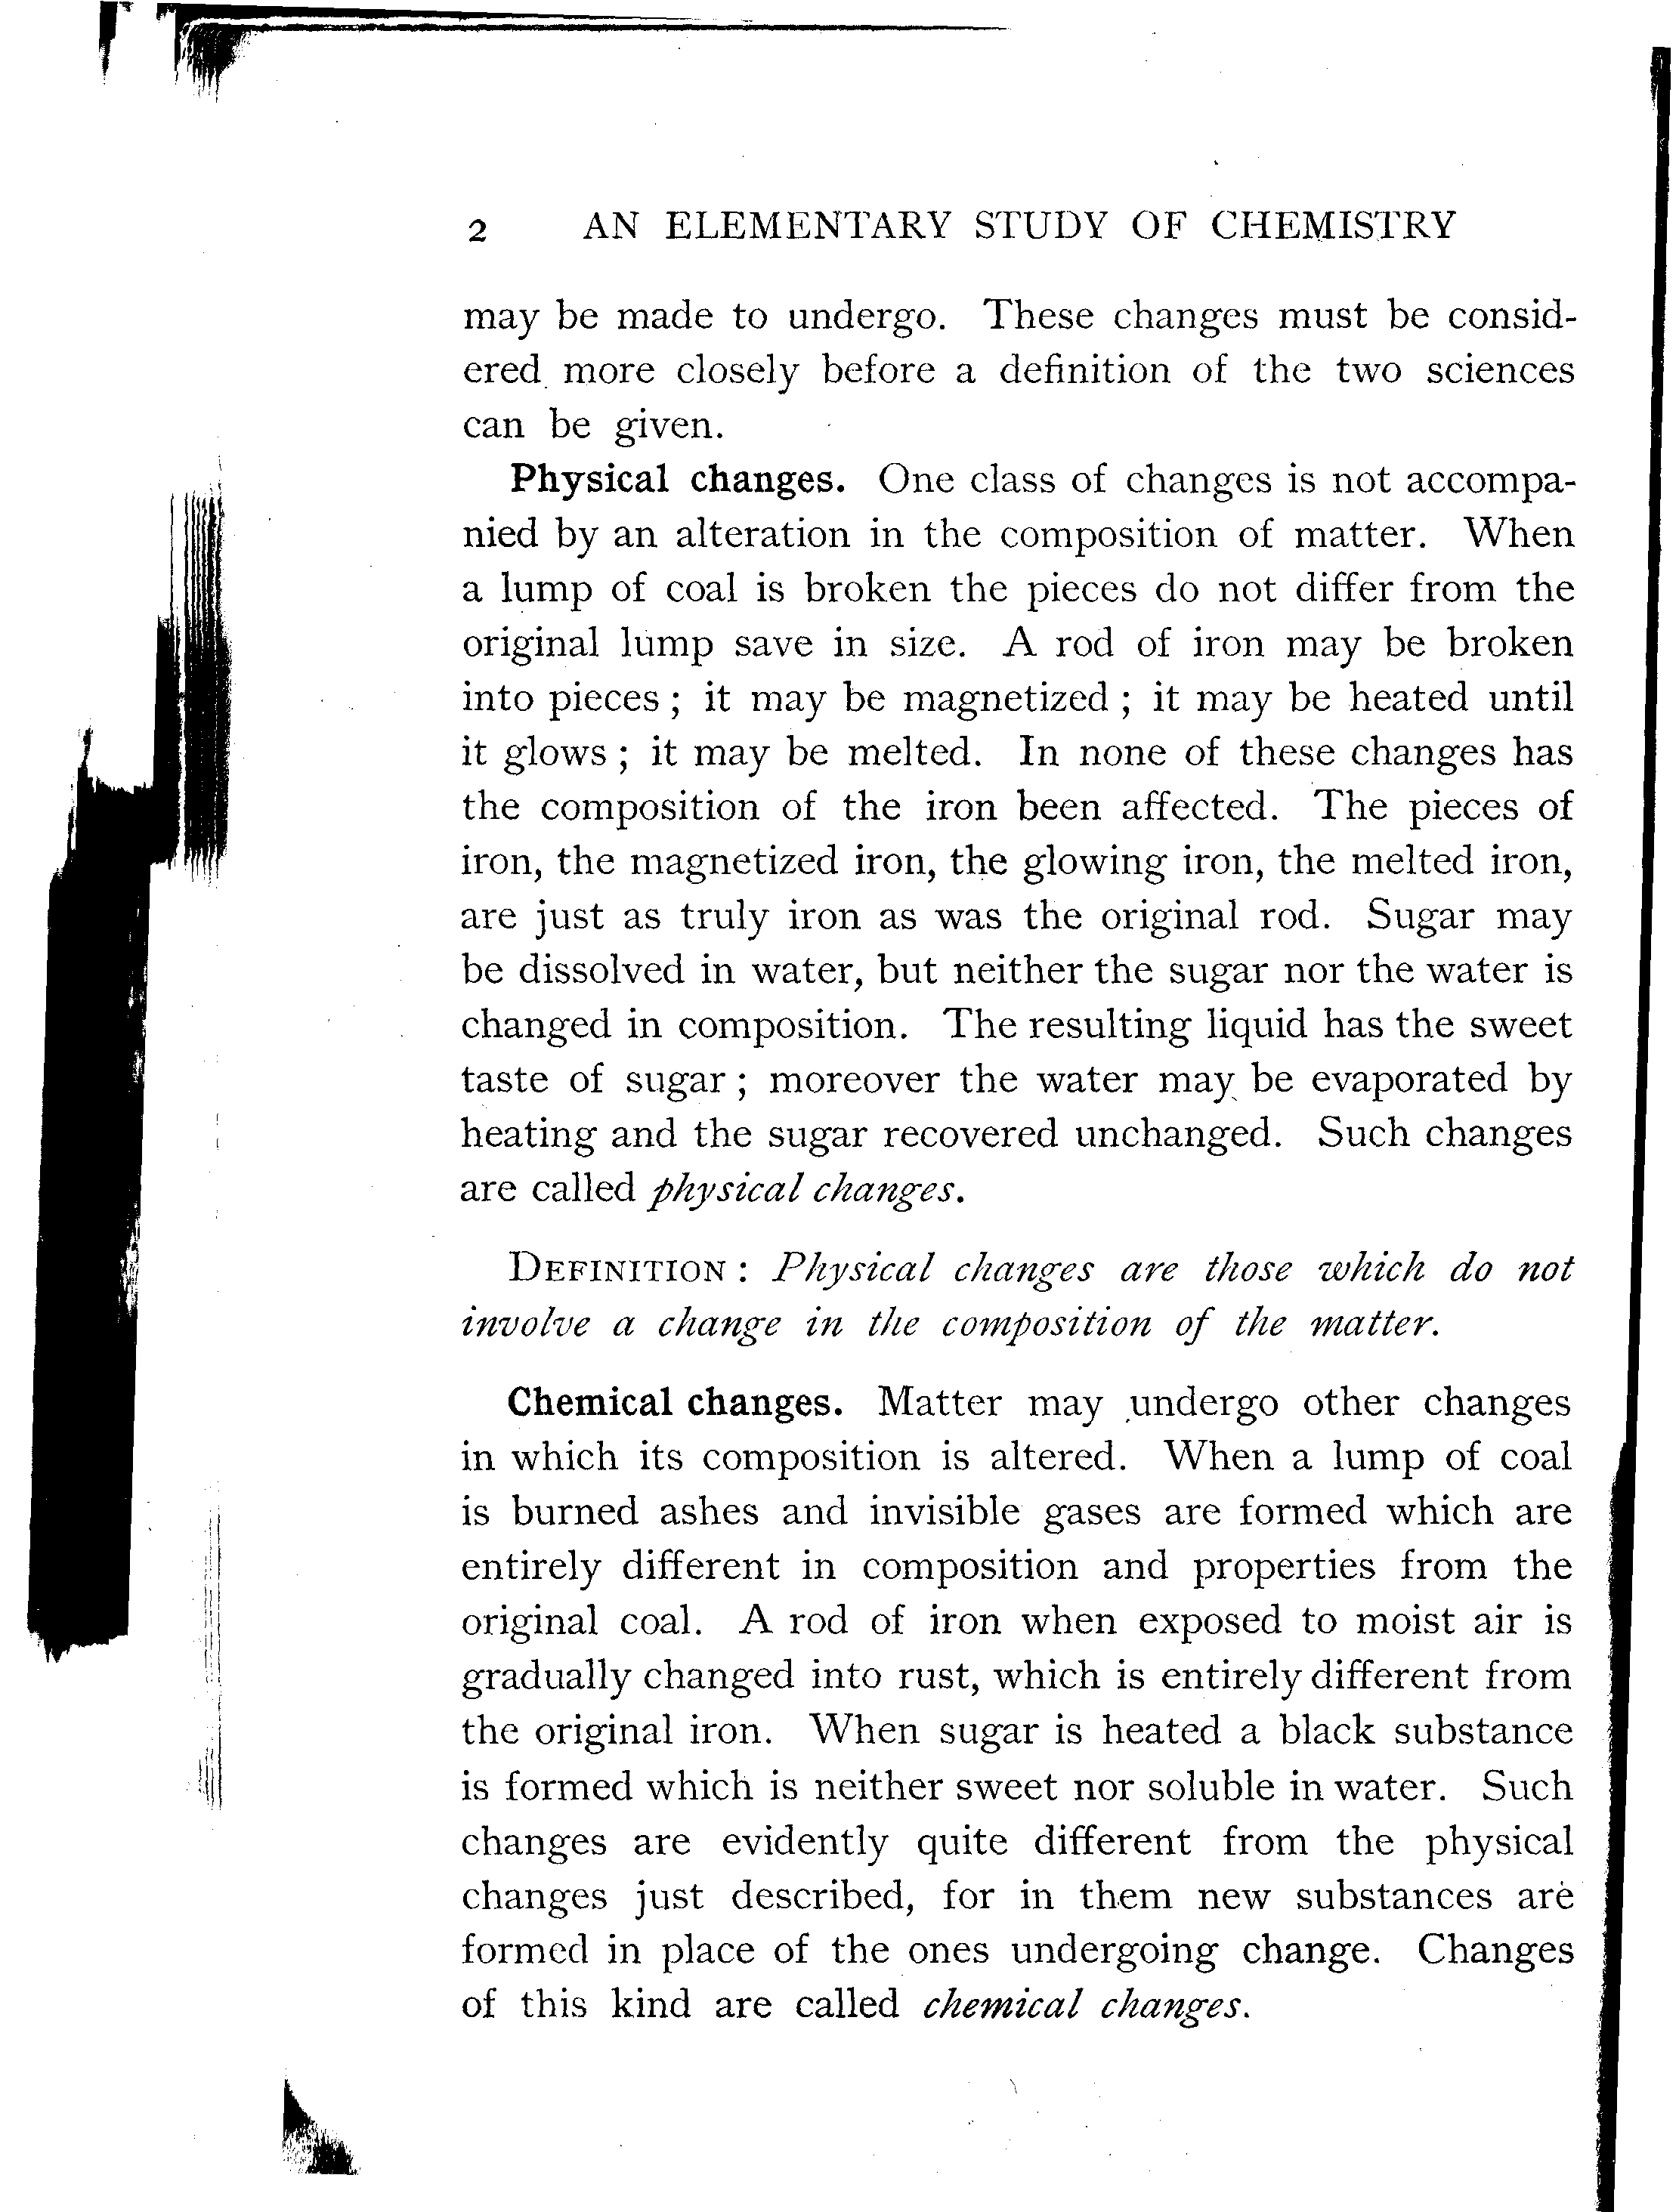 2 AN ELEMENTARY STUDY OF CHEMISTRY
may be made to undergo. These changes must be consid-
ered more closely before a definition of the two sciences
can be given.
Physical changes. One class of changes is not accompa-
nied by an alteration in the composition of matter. When
a lump of coal is broken the pieces do not differ from the
original lump save in size. A rod of iron may be broken
into pieces ; it may be magnetized ; it may be heated until
it glows ; it may be melted. In none of these changes has
the composition of the iron been affected. The pieces of
iron, the magnetized iron, the glowing iron, the melted iron,
are just as truly iron as was the original rod. Sugar may
be dissolved in water, but neither the sugar nor the water is
changed in composition. The resulting liquid has the sweet
taste of sugar ; moreover the water may be evaporated by
heating and the sugar recovered unchanged. Such changes
are called physical changes.
DEFINITION : Physical changes are those which do not
involve a change in the composition of the matter.
Chemical changes. Matter may undergo other changes
in which its composition is altered. When a lump of coal
is burned ashes and invisible gases are formed which are
entirely different in composition and properties from the
original coal. A rod of iron when exposed to moist air is
gradually changed into rust, which is entirely different from
the original iron. When sugar is heated a black substance
is formed which is neither sweet nor soluble in water. Such
changes are evidently quite different from the physical
changes just described, for in them new substances are
formed in place of the ones undergoing change. Changes
of this kind are called chemical changes.